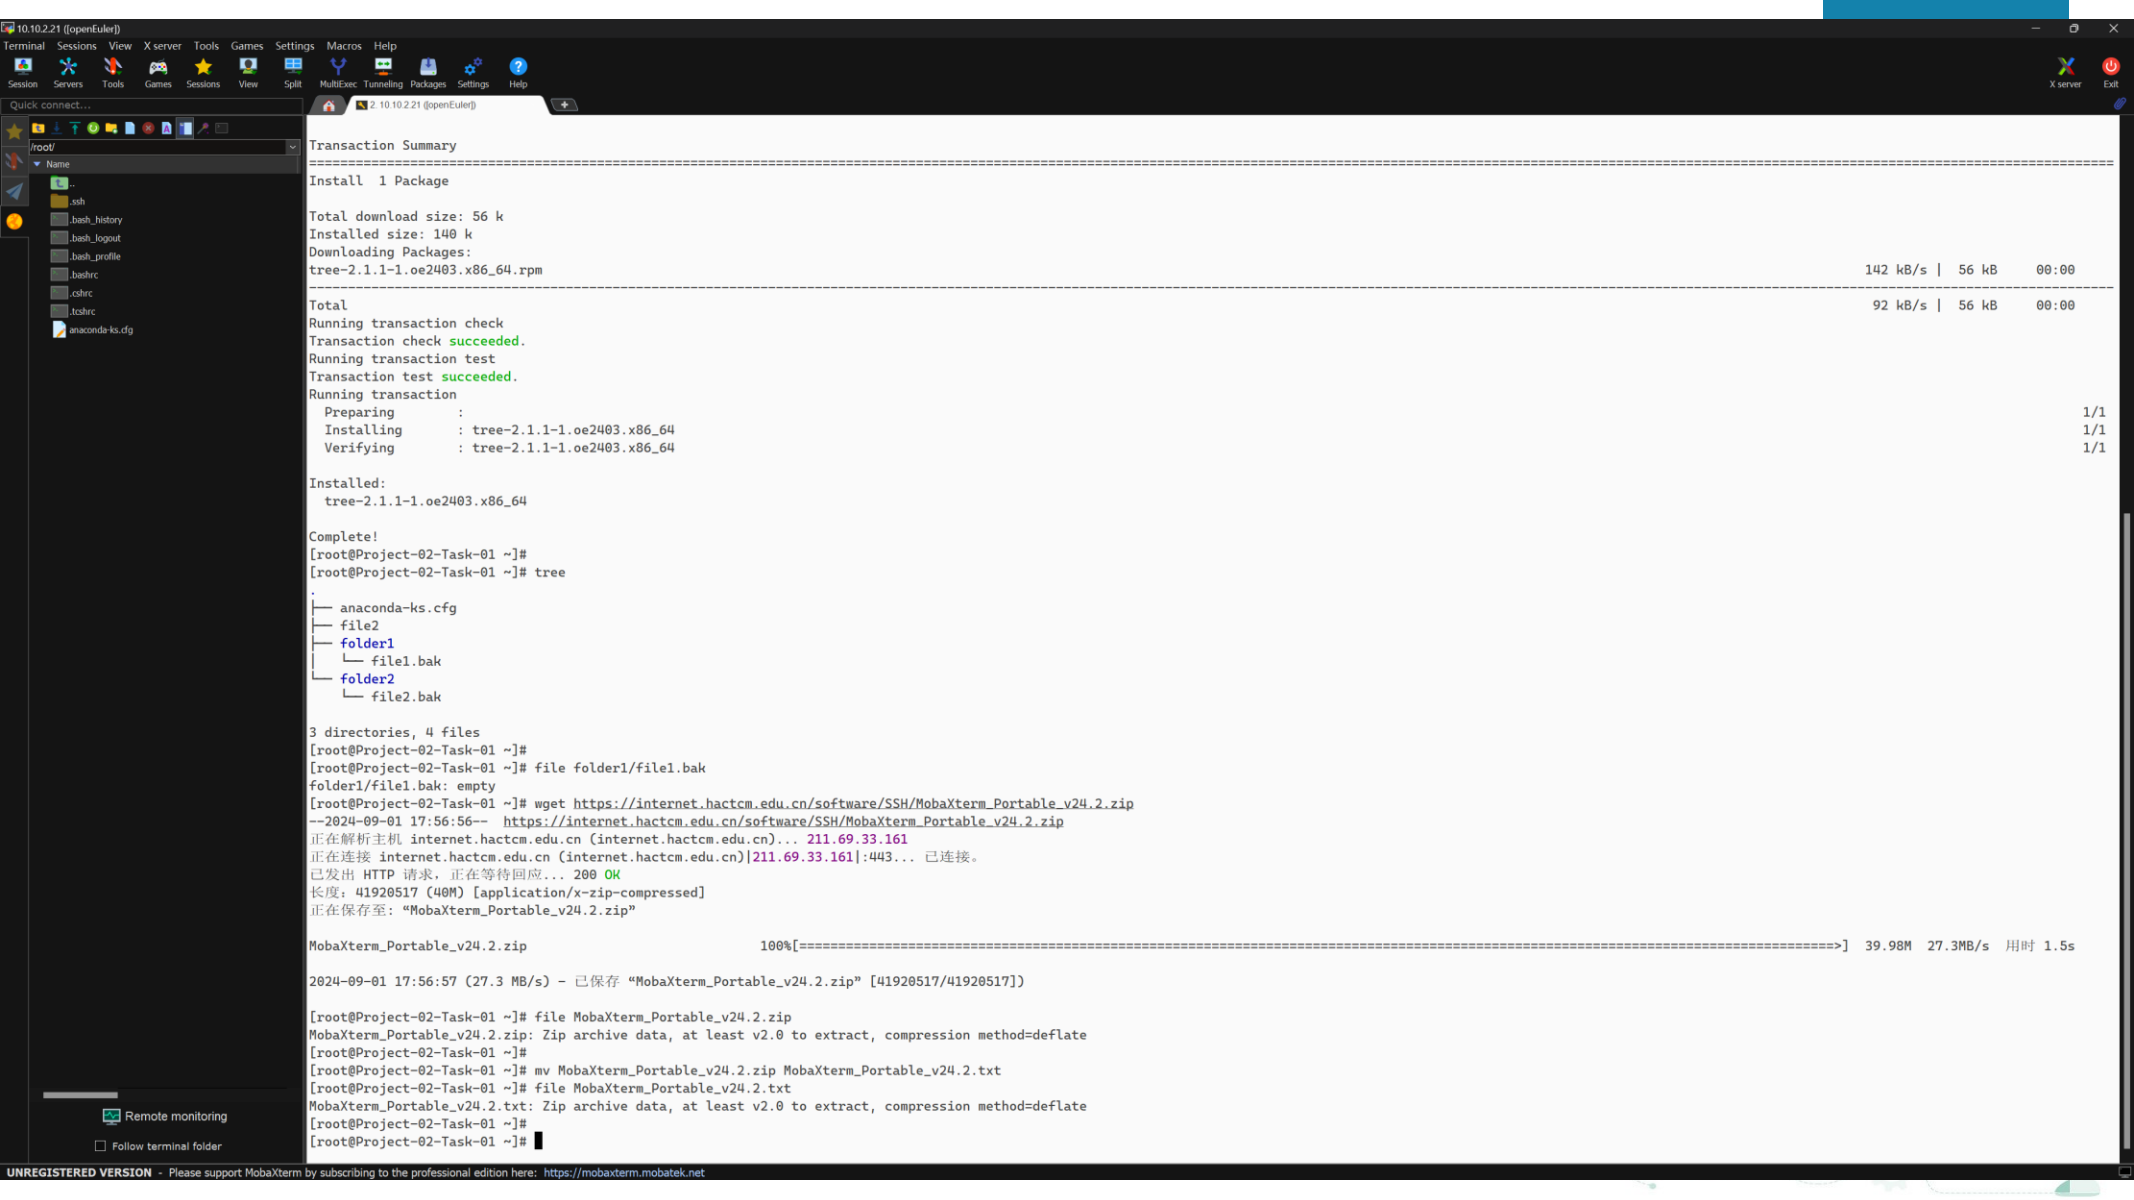 10.10.2.21 ([openEuler])
Terminal Sessions View X server Tools Games Settings Macros Help
Session Servers Tools Games Sessions View Split MultiExec Tunneling Packages Settings Help X server Exit
Quick connect... 2. 10.10.2.21 ([openEuler])
/root/
Name
..
.ssh
.bash_history
.bash_logout
.bash_profile
.bashrc
.cshrc
.tcshrc
anaconda-ks.cfg
Remote monitoring
Follow terminal folder
Transaction Summary
================================================================================
Install  1 Package
Total download size: 56 k
Installed size: 140 k
Downloading Packages:
tree-2.1.1-1.oe2403.x86_64.rpm 142 kB/s |  56 kB     00:00
--------------------------------------------------------------------------------
Total 92 kB/s |  56 kB     00:00
Running transaction check
Transaction check succeeded.
Running transaction test
Transaction test succeeded.
Running transaction
  Preparing        : 1/1
  Installing       : tree-2.1.1-1.oe2403.x86_64 1/1
  Verifying        : tree-2.1.1-1.oe2403.x86_64 1/1
Installed:
  tree-2.1.1-1.oe2403.x86_64
Complete!
[root@Project-02-Task-01 ~]#
[root@Project-02-Task-01 ~]# tree
.
├── anaconda-ks.cfg
├── file2
├── folder1
│   └── file1.bak
└── folder2
    └── file2.bak
3 directories, 4 files
[root@Project-02-Task-01 ~]#
[root@Project-02-Task-01 ~]# file folder1/file1.bak
folder1/file1.bak: empty
[root@Project-02-Task-01 ~]# wget https://internet.hactcm.edu.cn/software/SSH/MobaXterm_Portable_v24.2.zip
--2024-09-01 17:56:56--  https://internet.hactcm.edu.cn/software/SSH/MobaXterm_Portable_v24.2.zip
正在解析主机 internet.hactcm.edu.cn (internet.hactcm.edu.cn)... 211.69.33.161
正在连接 internet.hactcm.edu.cn (internet.hactcm.edu.cn)|211.69.33.161|:443... 已连接。
已发出 HTTP 请求，正在等待回应... 200 OK
长度：41920517 (40M) [application/x-zip-compressed]
正在保存至: “MobaXterm_Portable_v24.2.zip”
MobaXterm_Portable_v24.2.zip 100%[================================================================================>]  39.98M  27.3MB/s  用时 1.5s
2024-09-01 17:56:57 (27.3 MB/s) - 已保存 “MobaXterm_Portable_v24.2.zip” [41920517/41920517])
[root@Project-02-Task-01 ~]# file MobaXterm_Portable_v24.2.zip
MobaXterm_Portable_v24.2.zip: Zip archive data, at least v2.0 to extract, compression method=deflate
[root@Project-02-Task-01 ~]#
[root@Project-02-Task-01 ~]# mv MobaXterm_Portable_v24.2.zip MobaXterm_Portable_v24.2.txt
[root@Project-02-Task-01 ~]# file MobaXterm_Portable_v24.2.txt
MobaXterm_Portable_v24.2.txt: Zip archive data, at least v2.0 to extract, compression method=deflate
[root@Project-02-Task-01 ~]#
[root@Project-02-Task-01 ~]#
UNREGISTERED VERSION - Please support MobaXterm by subscribing to the professional edition here: https://mobaxterm.mobatek.net